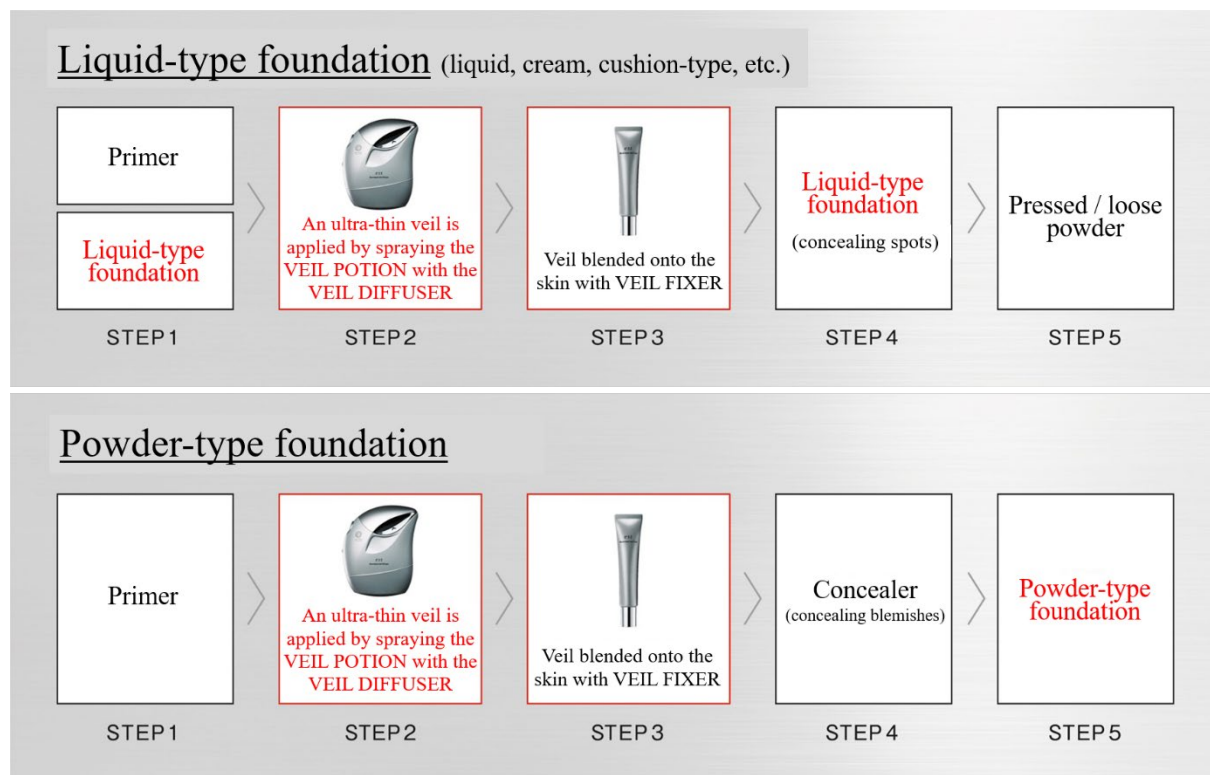 Liquid-type foundation (liquid, cream, cushion-type, etc.)
Primer
Liquid-type
foundation
STEP1
An ultra-thin veil is
applied by spraying the
VEIL POTION with the
VEIL DIFFUSER
STEP2
Veil blended onto the
skin with VEIL FIXER
STEP3
Liquid-type
foundation
(concealing spots)
STEP4
Pressed / loose
powder
STEP5
Powder-type foundation
Primer
STEP1
An ultra-thin veil is
applied by spraying the
VEIL POTION with the
VEIL DIFFUSER
STEP2
Veil blended onto the
skin with VEIL FIXER
STEP3
Concealer
(concealing blemishes)
STEP4
Powder-type
foundation
STEP5